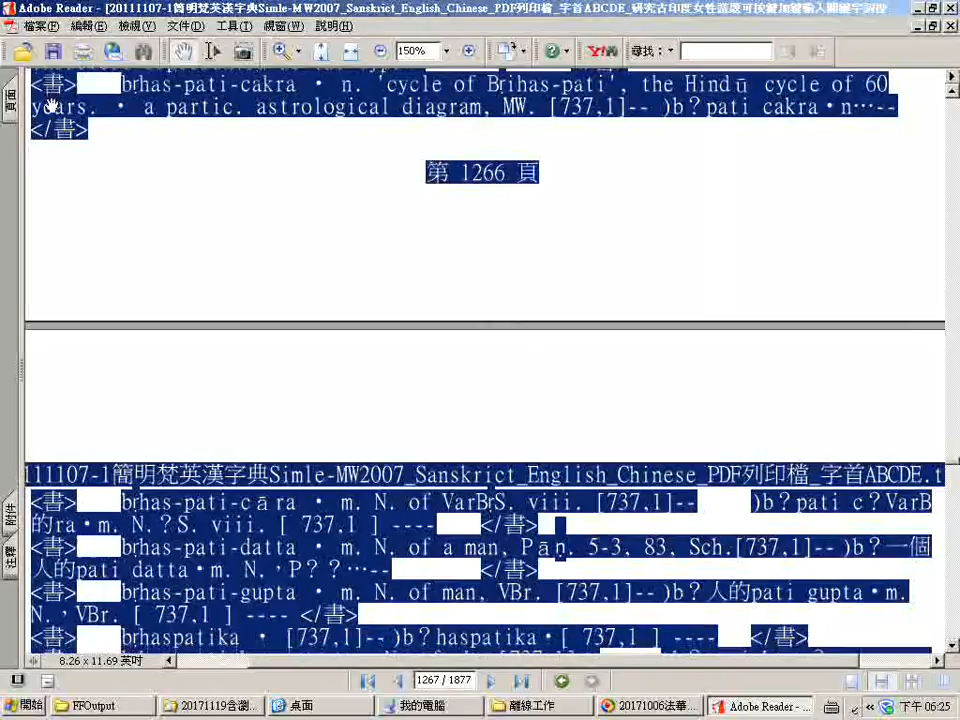 Adobe Reader - [20111107-1簡明梵英漢字典Simle-MW2007_Sanskrict_English_Chinese_PDF列印檔_字首ABCDE_研究古印度女性議題可按鍵加鍵輸入關鍵字詞搜
檔案(F) 編輯(E) 檢視(V) 文件(D) 工具(T) 視窗(W) 說明(H)
150% 尋找:
頁面
<書> bṛhas-pati-cakra · n. 'cycle of Bṛihas-pati', the Hindū cycle of 60
years. · a partic. astrological diagram, MW. [737,1]-- )b？pati cakra·n…--
</書>
第 1266 頁
111107-1簡明梵英漢字典Simle-MW2007_Sanskrict_English_Chinese_PDF列印檔_字首ABCDE.t
<書> bṛhas-pati-cāra · m. N. of VarBṛS. viii. [737,1]-- )b？pati c？VarB
的ra·m. N.？S. viii. [ 737,1 ] ---- </書>
<書> bṛhas-pati-datta · m. N. of a man, Pāṇ. 5-3, 83, Sch.[737,1]-- )b？一個
人的pati datta·m. N.，P？？…-- </書>
<書> bṛhas-pati-gupta · m. N. of man, VBr. [737,1]-- )b？人的pati gupta·m.
N.，VBr. [ 737,1 ] ---- </書>
<書> bṛhaspatika · [737,1]-- )b？haspatika·[ 737,1 ] ---- </書>
附件
注釋
8.26 x 11.69 英吋
1267 / 1877
開始 FFOutput 20171119含瀏... 桌面 我的電腦 離線工作 20171006法華... Adobe Reader - ... 下午 06:25